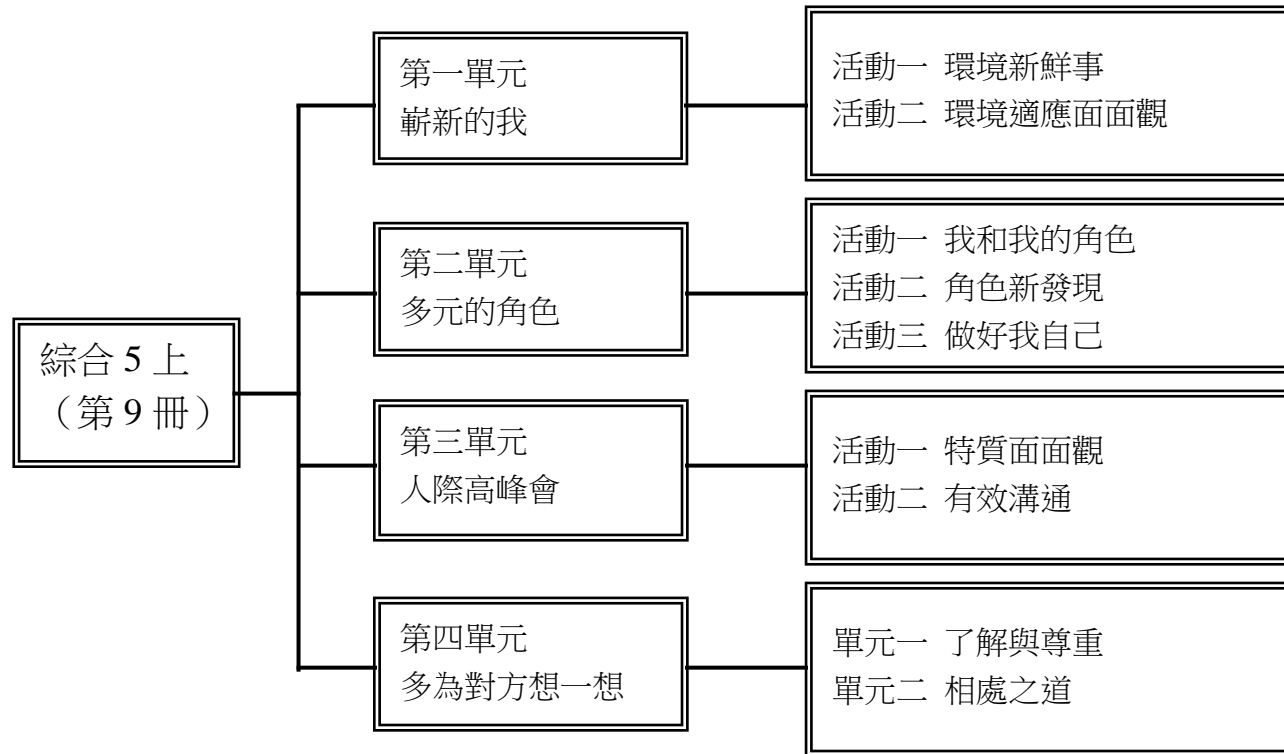 綜合 5 上
（第 9 冊）
第一單元
嶄新的我
活動一 環境新鮮事
活動二 環境適應面面觀
第二單元
多元的角色
活動一 我和我的角色
活動二 角色新發現
活動三 做好我自己
第三單元
人際高峰會
活動一 特質面面觀
活動二 有效溝通
第四單元
多為對方想一想
單元一 了解與尊重
單元二 相處之道